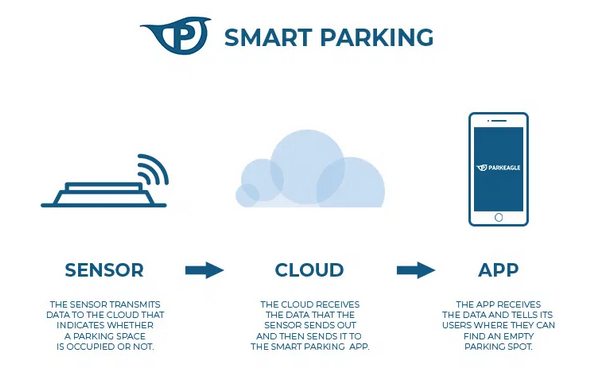 P SMART PARKING
PARKEAGLE
SENSOR
CLOUD
APP
THE SENSOR TRANSMITS
DATA TO THE CLOUD THAT
INDICATES WHETHER
A PARKING SPACE
IS OCCUPIED OR NOT.
THE CLOUD RECEIVES
THE DATA THAT THE
SENSOR SENDS OUT
AND THEN SENDS IT TO
THE SMART PARKING APP.
THE APP RECEIVES
THE DATA AND TELLS ITS
USERS WHERE THEY CAN
FIND AN EMPTY
PARKING SPOT.